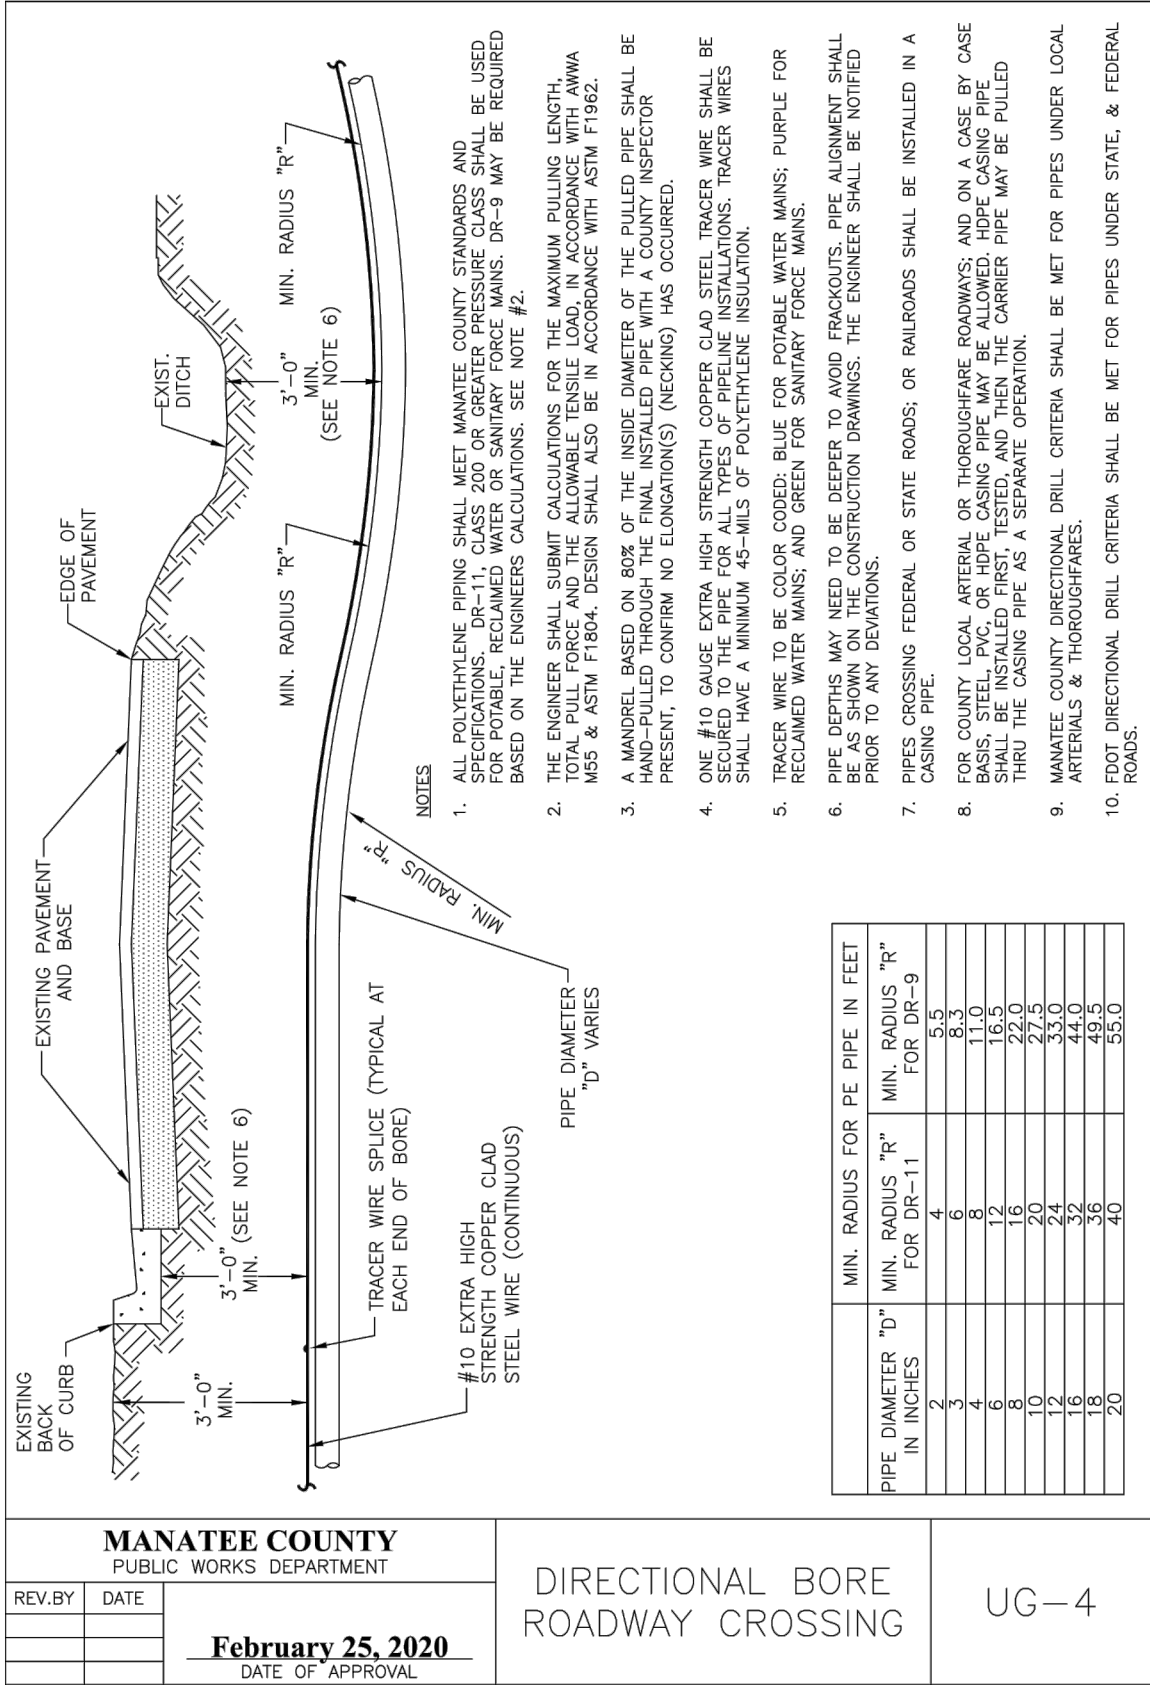 EXISTING
BACK
OF CURB
EXISTING PAVEMENT
AND BASE
EDGE OF
PAVEMENT
EXIST.
DITCH
3'-0"
MIN.
3'-0" (SEE NOTE 6)
MIN.
3'-0"
MIN.
(SEE NOTE 6)
MIN. RADIUS "R"
MIN. RADIUS "R"
MIN. RADIUS "R"
TRACER WIRE SPLICE (TYPICAL AT
EACH END OF BORE)
#10 EXTRA HIGH
STRENGTH COPPER CLAD
STEEL WIRE (CONTINUOUS)
PIPE DIAMETER
"D" VARIES
NOTES
1. ALL POLYETHYLENE PIPING SHALL MEET MANATEE COUNTY STANDARDS AND
SPECIFICATIONS. DR-11, CLASS 200 OR GREATER PRESSURE CLASS SHALL BE USED
FOR POTABLE, RECLAIMED WATER OR SANITARY FORCE MAINS. DR-9 MAY BE REQUIRED
BASED ON THE ENGINEERS CALCULATIONS. SEE NOTE #2.
2. THE ENGINEER SHALL SUBMIT CALCULATIONS FOR THE MAXIMUM PULLING LENGTH,
TOTAL PULL FORCE AND THE ALLOWABLE TENSILE LOAD, IN ACCORDANCE WITH AWWA
M55 & ASTM F1804. DESIGN SHALL ALSO BE IN ACCORDANCE WITH ASTM F1962.
3. A MANDREL BASED ON 80% OF THE INSIDE DIAMETER OF THE PULLED PIPE SHALL BE
HAND-PULLED THROUGH THE FINAL INSTALLED PIPE WITH A COUNTY INSPECTOR
PRESENT, TO CONFIRM NO ELONGATION(S) (NECKING) HAS OCCURRED.
4. ONE #10 GAUGE EXTRA HIGH STRENGTH COPPER CLAD STEEL TRACER WIRE SHALL BE
SECURED TO THE PIPE FOR ALL TYPES OF PIPELINE INSTALLATIONS. TRACER WIRES
SHALL HAVE A MINIMUM 45-MILS OF POLYETHYLENE INSULATION.
5. TRACER WIRE TO BE COLOR CODED: BLUE FOR POTABLE WATER MAINS; PURPLE FOR
RECLAIMED WATER MAINS; AND GREEN FOR SANITARY FORCE MAINS.
6. PIPE DEPTHS MAY NEED TO BE DEEPER TO AVOID FRACKOUTS. PIPE ALIGNMENT SHALL
BE AS SHOWN ON THE CONSTRUCTION DRAWINGS. THE ENGINEER SHALL BE NOTIFIED
PRIOR TO ANY DEVIATIONS.
7. PIPES CROSSING FEDERAL OR STATE ROADS; OR RAILROADS SHALL BE INSTALLED IN A
CASING PIPE.
8. FOR COUNTY LOCAL ARTERIAL OR THOROUGHFARE ROADWAYS; AND ON A CASE BY CASE
BASIS, STEEL, PVC, OR HDPE CASING PIPE MAY BE ALLOWED. HDPE CASING PIPE
SHALL BE INSTALLED FIRST, TESTED, AND THEN THE CARRIER PIPE MAY BE PULLED
THRU THE CASING PIPE AS A SEPARATE OPERATION.
9. MANATEE COUNTY DIRECTIONAL DRILL CRITERIA SHALL BE MET FOR PIPES UNDER LOCAL
ARTERIALS & THOROUGHFARES.
10. FDOT DIRECTIONAL DRILL CRITERIA SHALL BE MET FOR PIPES UNDER STATE, & FEDERAL
ROADS.
MIN. RADIUS FOR PE PIPE IN FEET
PIPE DIAMETER "D" IN INCHES MIN. RADIUS "R" FOR DR-11 MIN. RADIUS "R" FOR DR-9
2 4 5.5
3 6 8.3
4 8 11.0
6 12 16.5
8 16 22.0
10 20 27.5
12 24 33.0
16 32 44.0
18 36 49.5
20 40 55.0
MANATEE COUNTY
PUBLIC WORKS DEPARTMENT
REV.BY DATE
February 25, 2020
DATE OF APPROVAL
DIRECTIONAL BORE
ROADWAY CROSSING
UG-4